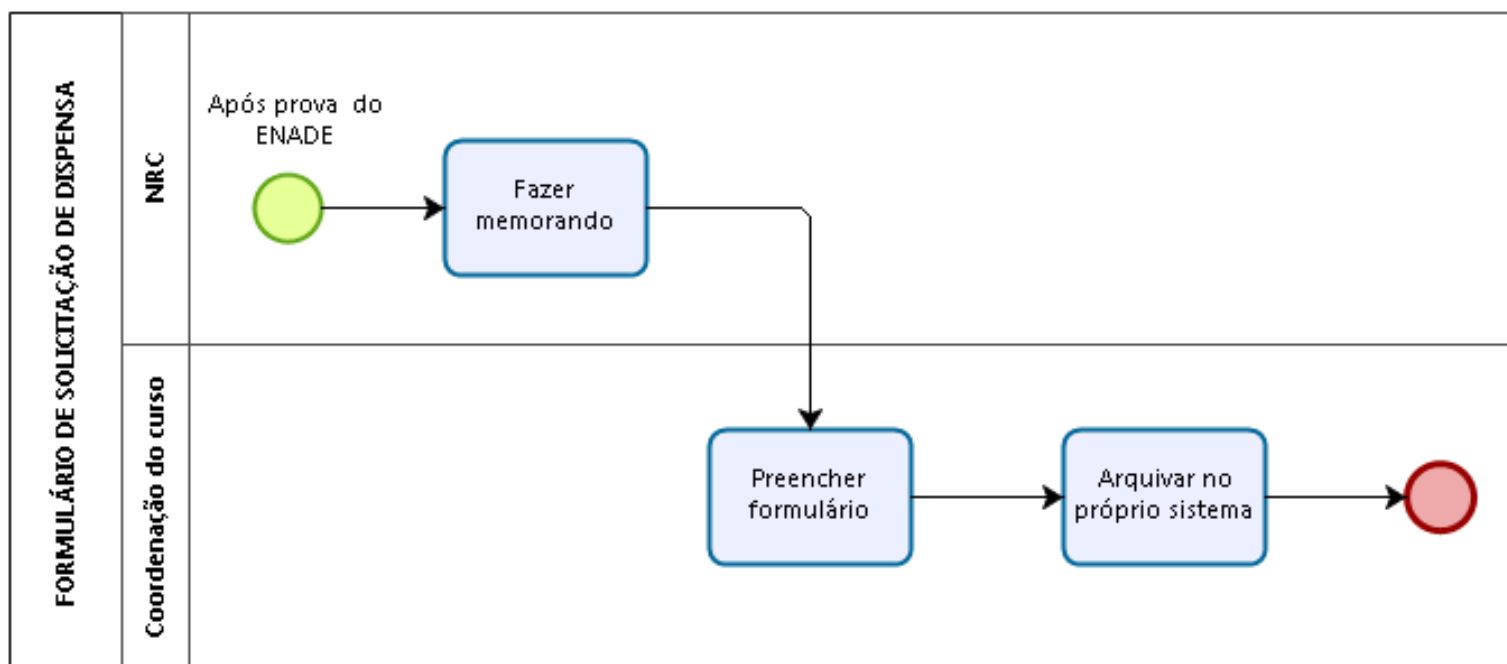 FORMULÁRIO DE SOLICITAÇÃO DE DISPENSA
NRC
Após prova do
ENADE
Fazer
memorando
Coordenação do curso
Preencher
formulário
Arquivar no
próprio sistema